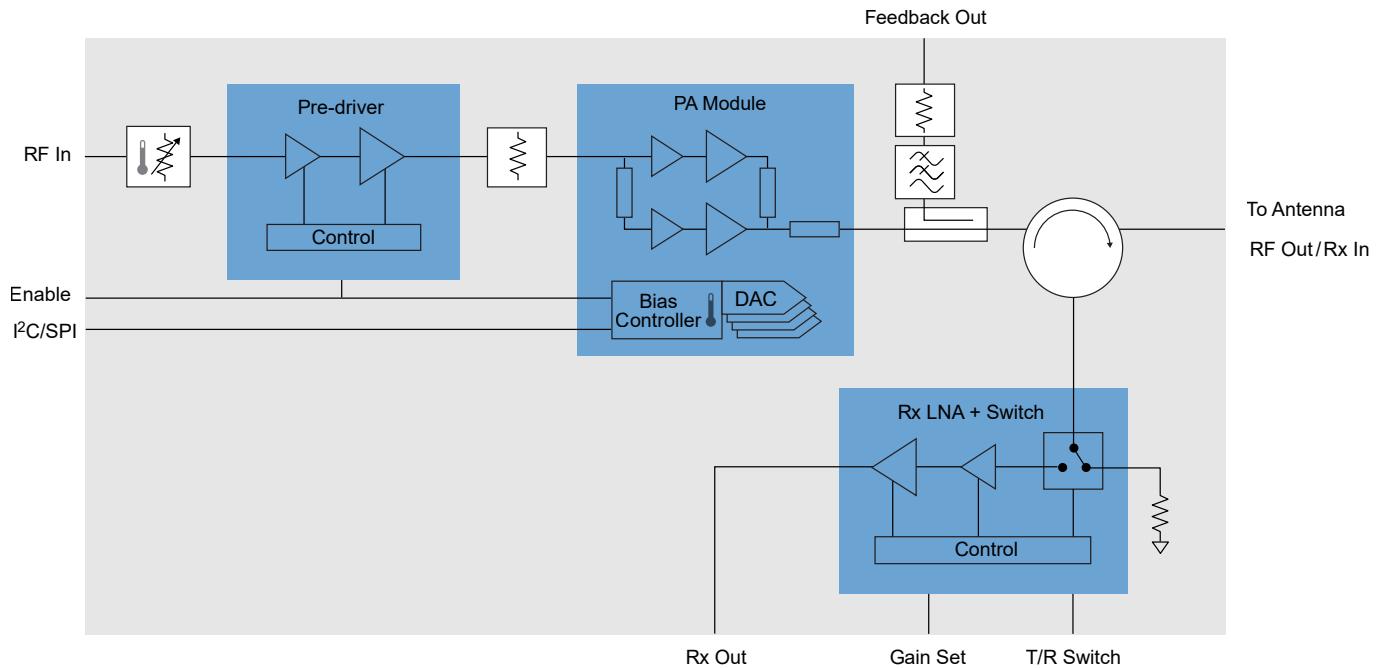 Feedback Out
Pre-driver
PA Module
RF In
Control
To Antenna
RF Out/Rx In
Enable
I²C/SPI
Bias
Controller
DAC
Rx LNA + Switch
Control
Rx Out
Gain Set
T/R Switch